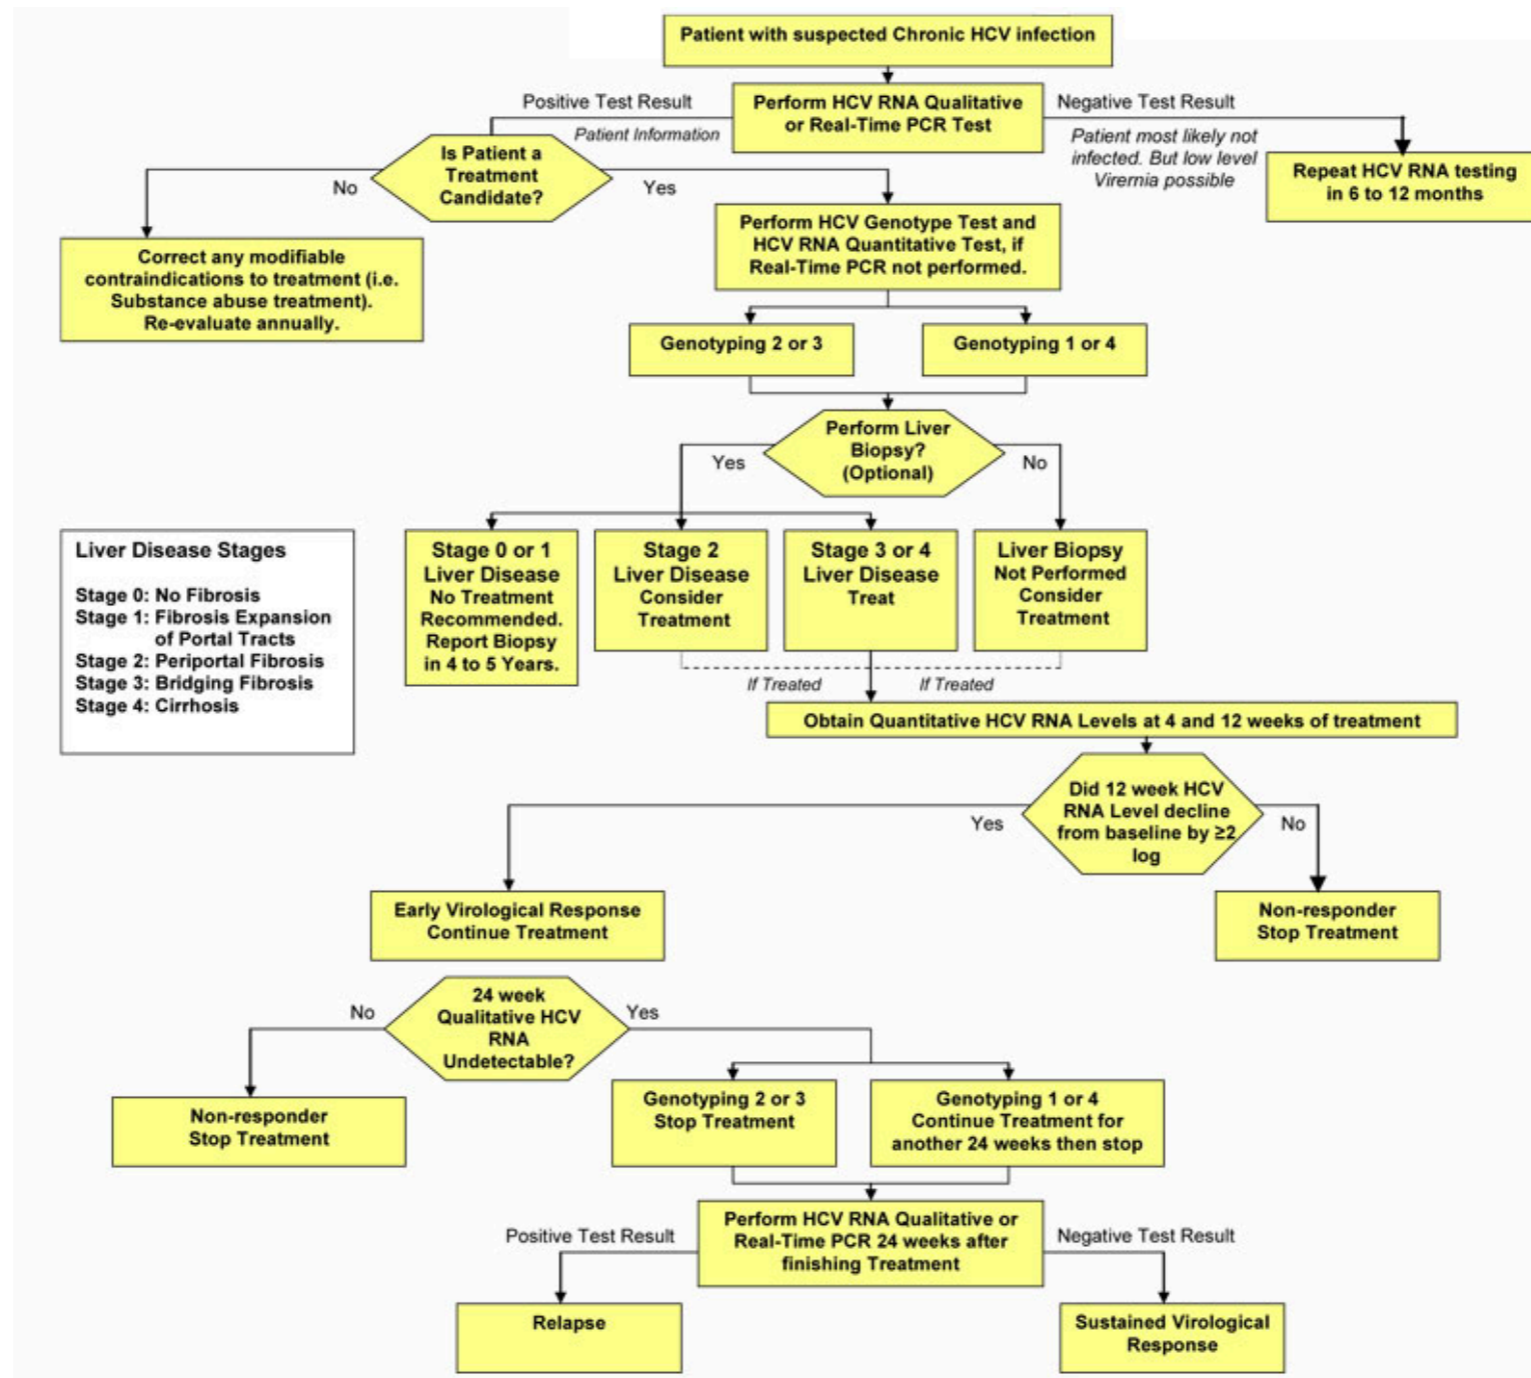 Patient with suspected Chronic HCV infection
Positive Test Result
Perform HCV RNA Qualitative
or Real-Time PCR Test
Negative Test Result
Patient Information
Patient most likely not
infected. But low level
Virernia possible
Repeat HCV RNA testing
in 6 to 12 months
Is Patient a
Treatment
Candidate?
No
Yes
Correct any modifiable
contraindications to treatment (i.e.
Substance abuse treatment).
Re-evaluate annually.
Perform HCV Genotype Test and
HCV RNA Quantitative Test, if
Real-Time PCR not performed.
Genotyping 2 or 3
Genotyping 1 or 4
Perform Liver
Biopsy?
(Optional)
Yes
No
Liver Disease Stages
Stage 0: No Fibrosis
Stage 1: Fibrosis Expansion
of Portal Tracts
Stage 2: Periportal Fibrosis
Stage 3: Bridging Fibrosis
Stage 4: Cirrhosis
Stage 0 or 1
Liver Disease
No Treatment
Recommended.
Report Biopsy
in 4 to 5 Years.
Stage 2
Liver Disease
Consider
Treatment
Stage 3 or 4
Liver Disease
Treat
Liver Biopsy
Not Performed
Consider
Treatment
If Treated
If Treated
Obtain Quantitative HCV RNA Levels at 4 and 12 weeks of treatment
Did 12 week HCV
RNA Level decline
from baseline by ≥2
log
Yes
No
Early Virological Response
Continue Treatment
Non-responder
Stop Treatment
24 week
Qualitative HCV
RNA
Undetectable?
No
Yes
Non-responder
Stop Treatment
Genotyping 2 or 3
Stop Treatment
Genotyping 1 or 4
Continue Treatment for
another 24 weeks then stop
Positive Test Result
Perform HCV RNA Qualitative or
Real-Time PCR 24 weeks after
finishing Treatment
Negative Test Result
Relapse
Sustained Virological
Response